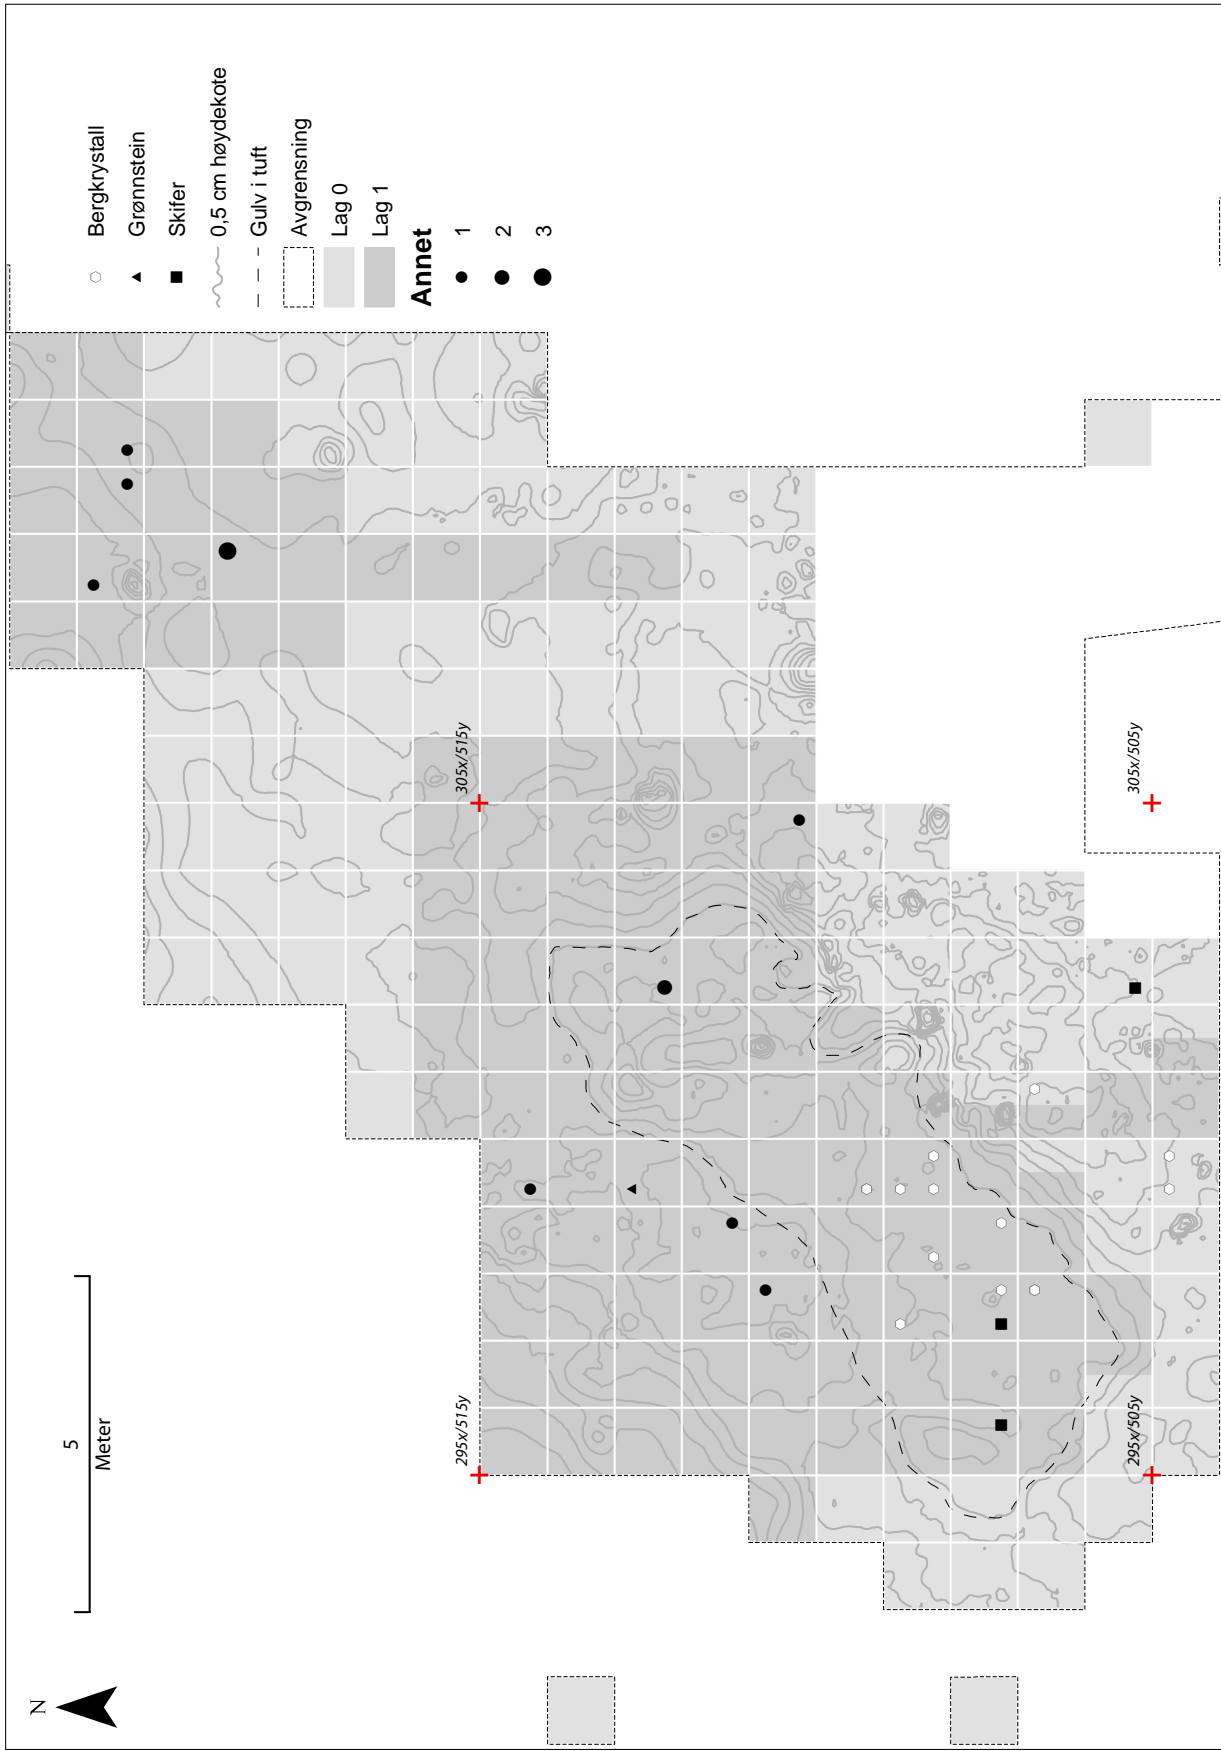 N
5
Meter
Bergkrystall
Grønnstein
Skifer
0,5 cm høydekote
Gulv i tuft
Avgrensning
Lag 0
Lag 1
Annet
1
2
3
295x/515y
305x/515y
295x/505y
305x/505y